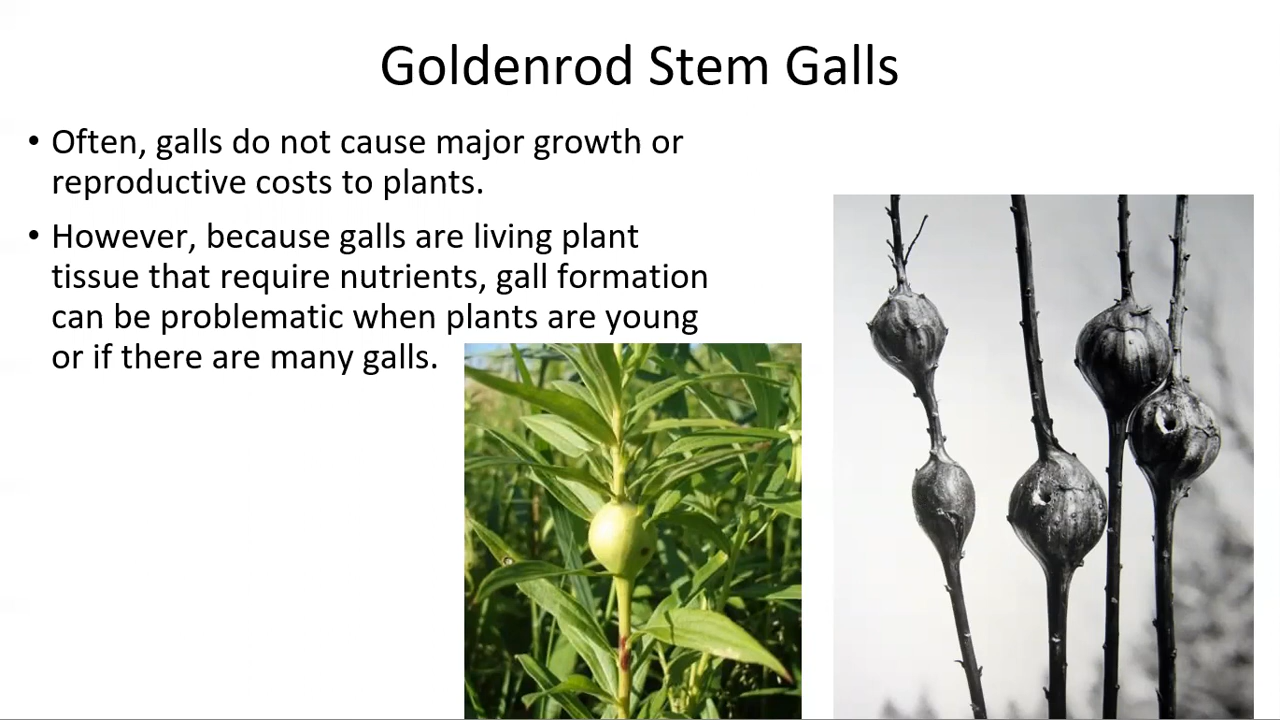 Goldenrod Stem Galls
• Often, galls do not cause major growth or
reproductive costs to plants.
• However, because galls are living plant
tissue that require nutrients, gall formation
can be problematic when plants are young
or if there are many galls.